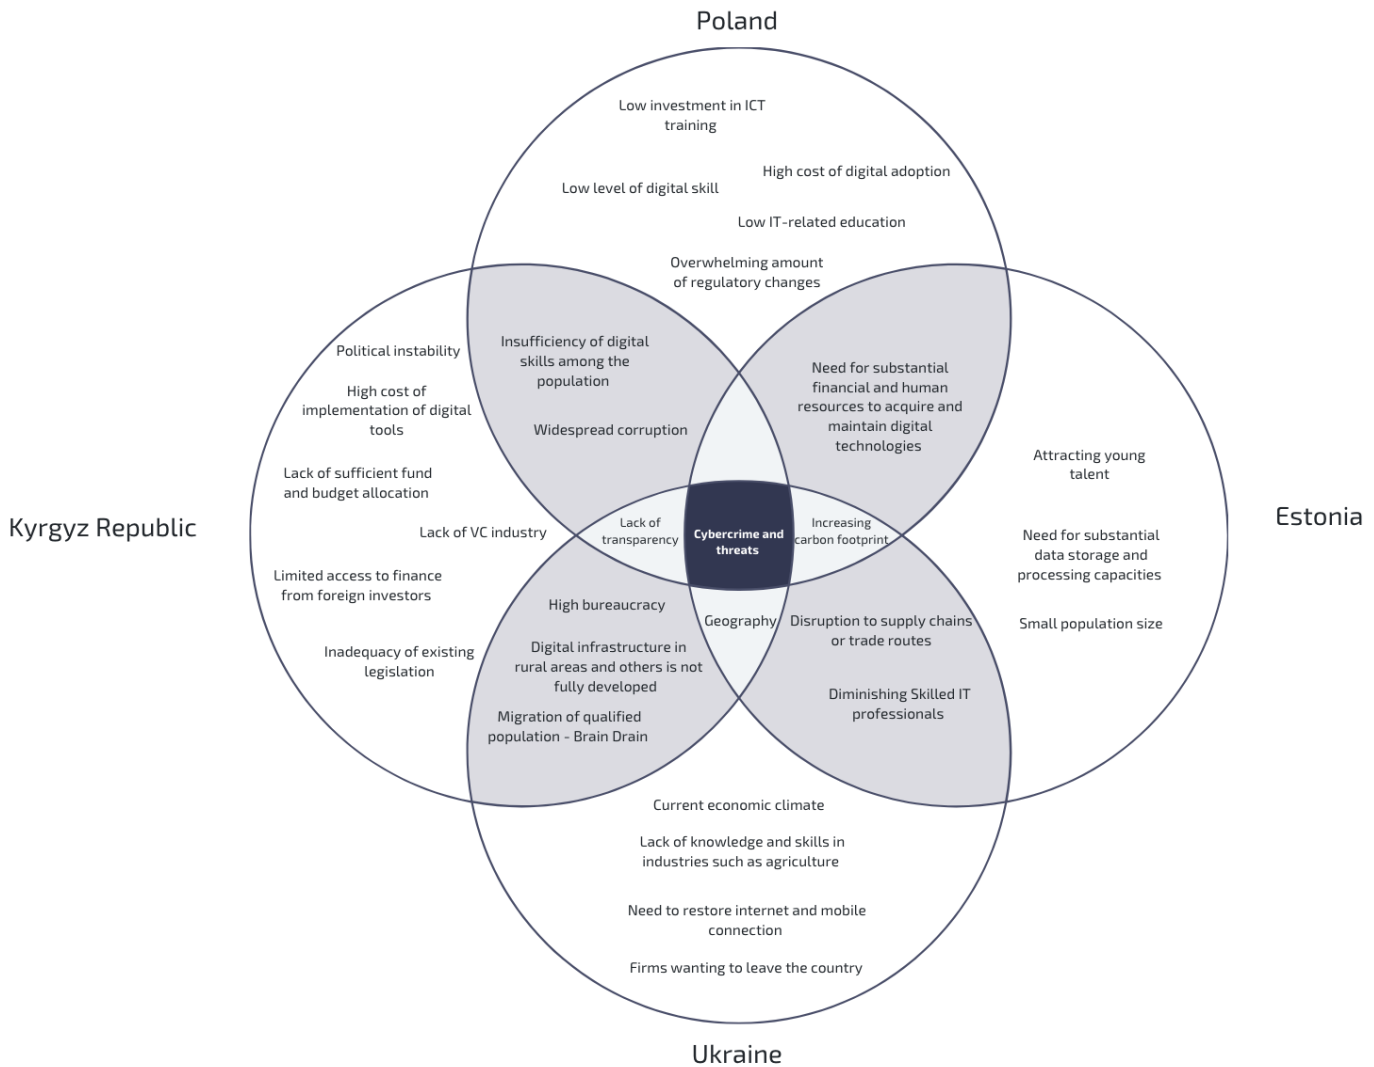 Poland
Low investment in ICT
training
High cost of digital adoption
Low level of digital skill
Low IT-related education
Overwhelming amount
of regulatory changes
Insufficiency of digital
skills among the
population
Widespread corruption
Need for substantial
financial and human
resources to acquire and
maintain digital
technologies
Kyrgyz Republic
Political instability
High cost of
implementation of digital
tools
Lack of sufficient fund
and budget allocation
Lack of VC industry
Limited access to finance
from foreign investors
Inadequacy of existing
legislation
Lack of
transparency
Cybercrime and
threats
Increasing
carbon footprint
Geography
Estonia
Attracting young
talent
Need for substantial
data storage and
processing capacities
Small population size
High bureaucracy
Digital infrastructure in
rural areas and others is not
fully developed
Migration of qualified
population - Brain Drain
Disruption to supply chains
or trade routes
Diminishing Skilled IT
professionals
Current economic climate
Lack of knowledge and skills in
industries such as agriculture
Need to restore internet and mobile
connection
Firms wanting to leave the country
Ukraine